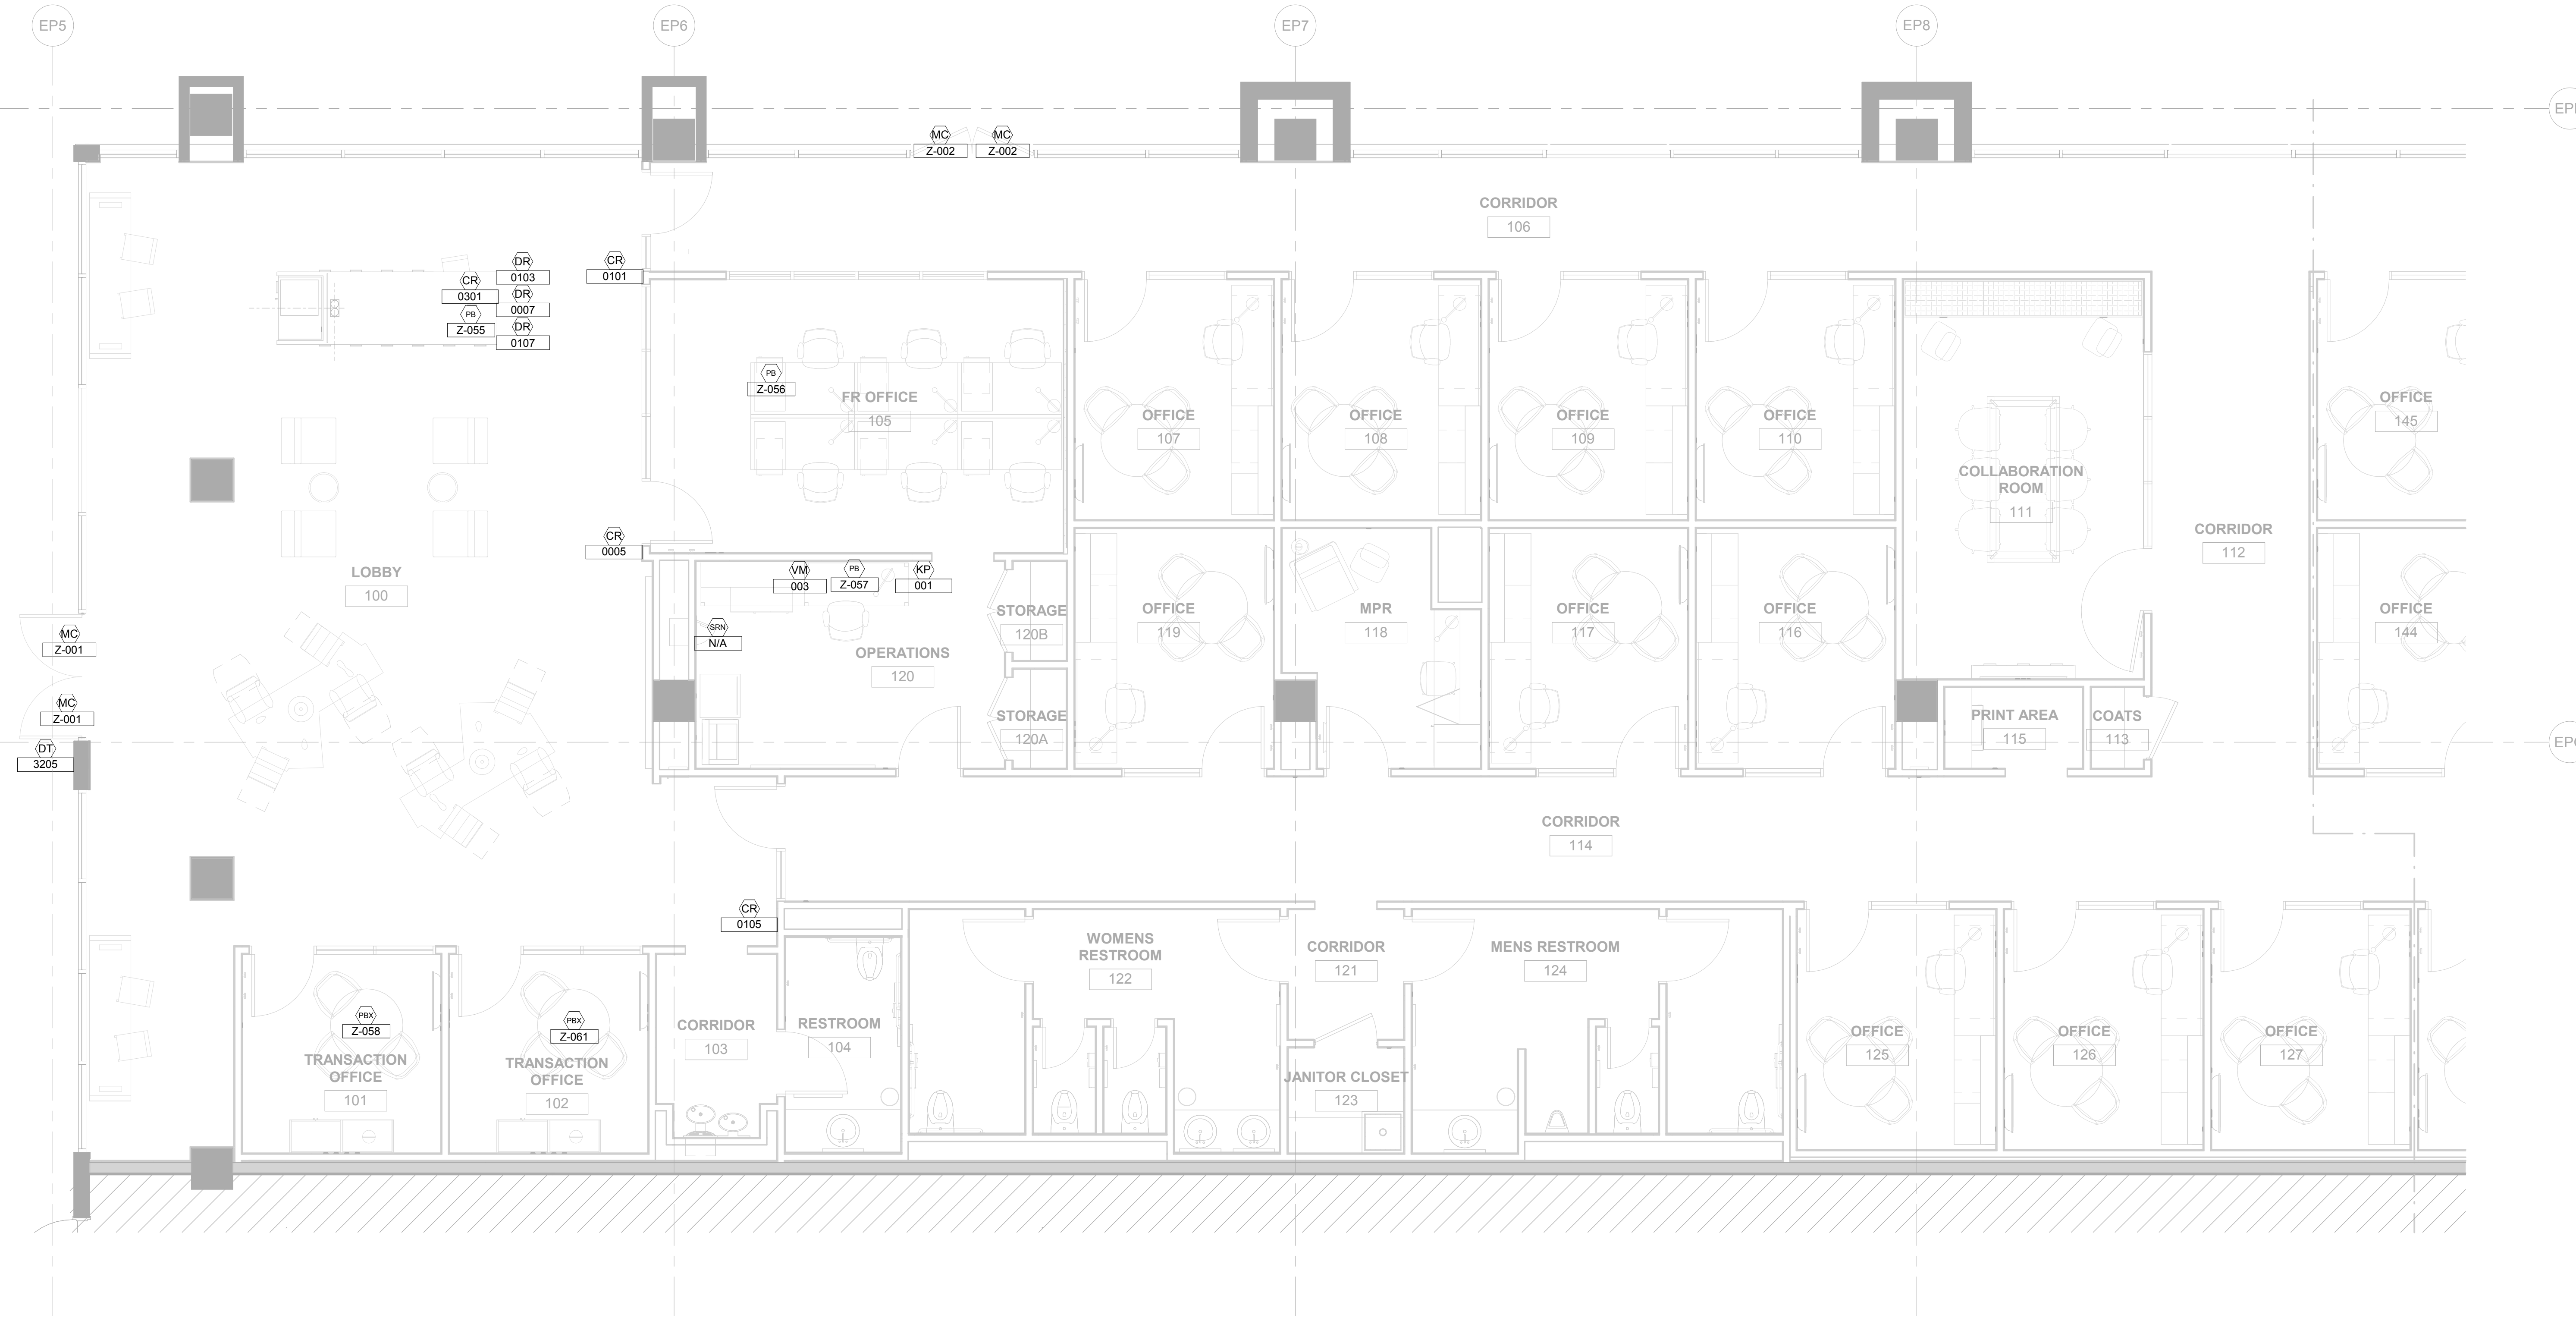 EP5
EP6
EP7
EP8
MC
Z-002
MC
Z-002
CORRIDOR
106
DR
0103
CR
0301
DR
0007
PB
Z-055
DR
0107
CR
0101
PB
Z-056
FR OFFICE
105
OFFICE
107
OFFICE
108
OFFICE
109
OFFICE
110
COLLABORATION
ROOM
111
OFFICE
145
CORRIDOR
112
CR
0005
LOBBY
100
VM
003
PB
Z-057
KP
001
SRN
N/A
OPERATIONS
120
STORAGE
120B
STORAGE
120A
OFFICE
119
MPR
118
OFFICE
117
OFFICE
116
OFFICE
144
MC
Z-001
MC
Z-001
DT
3205
PRINT AREA
115
COATS
113
CORRIDOR
114
CR
0105
WOMENS
RESTROOM
122
CORRIDOR
121
MENS RESTROOM
124
PBX
Z-058
TRANSACTION
OFFICE
101
PBX
Z-061
TRANSACTION
OFFICE
102
CORRIDOR
103
RESTROOM
104
JANITOR CLOSET
123
OFFICE
125
OFFICE
126
OFFICE
127